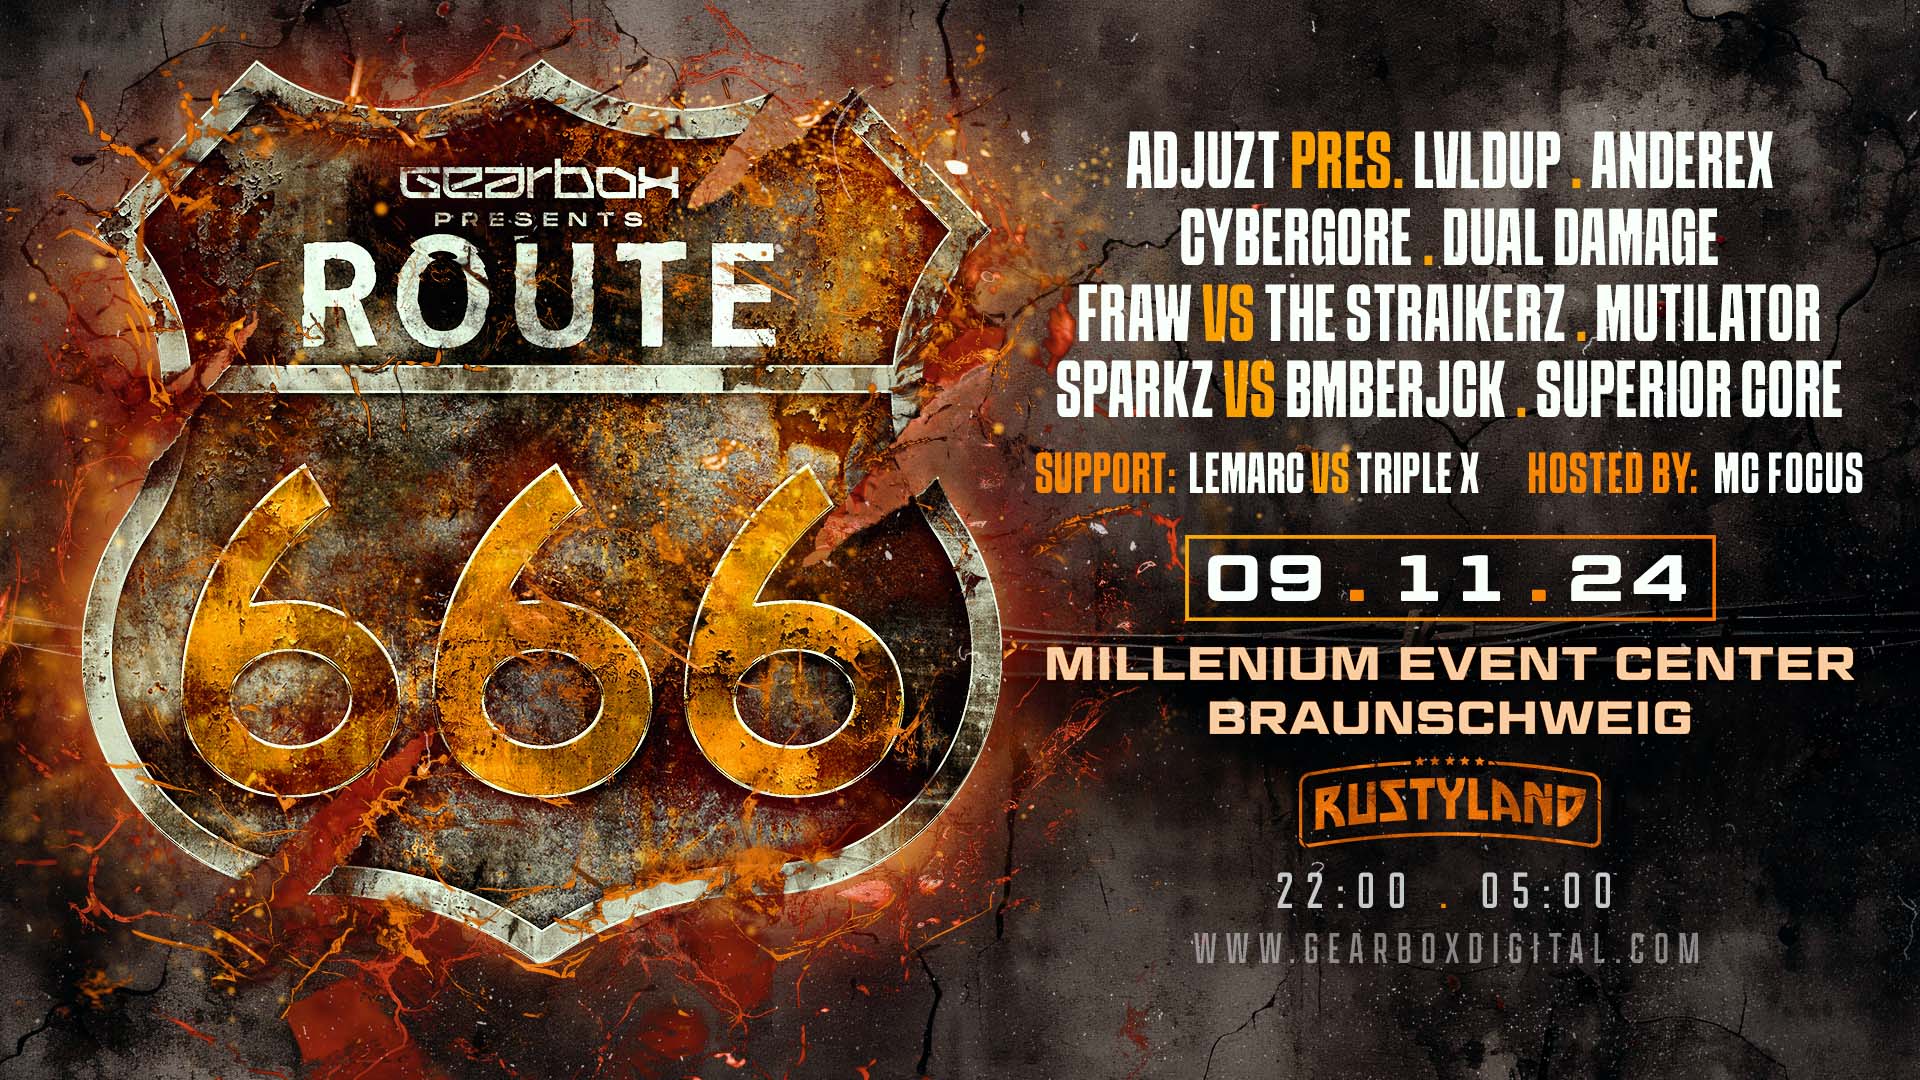 Gearbox
PRESENTS
ROUTE
666
ADJUZT PRES. LVLDUP . ANDEREX
CYBERGORE . DUAL DAMAGE
FRAW VS THE STRAIKERZ . MUTILATOR
SPARKZ VS BMBERJCK . SUPERIOR CORE
SUPPORT: LEMARC VS TRIPLE X HOSTED BY: MC FOCUS
09.11.24
MILLENIUM EVENT CENTER
BRAUNSCHWEIG
RUSTYLAND
22:00 . 05:00
WWW.GEARBOXDIGITAL.COM